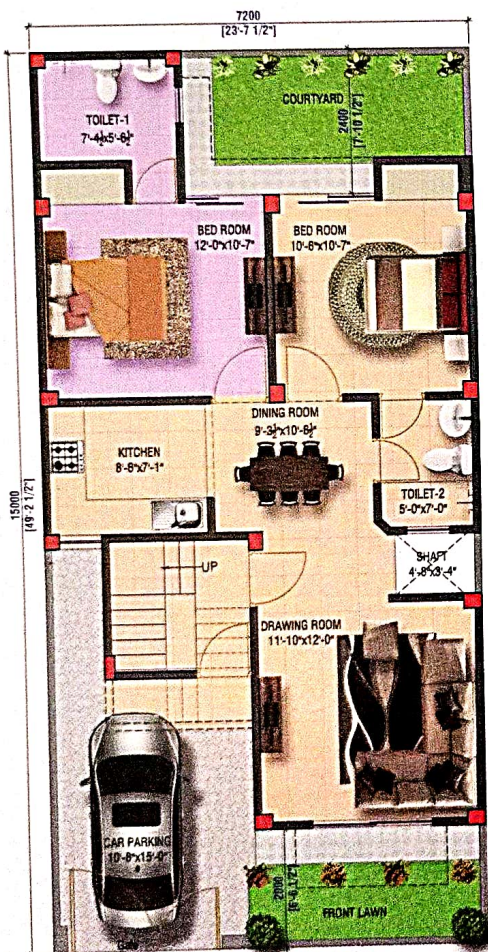 7200
[23'-7 1/2"]
COURTYARD
2400
[7'-10 1/2"]
TOILET-1
7'-4½"x5'-6½"
BED ROOM
12'-0"x10'-7"
BED ROOM
10'-6"x10'-7"
15000
[49'-2 1/2"]
DINING ROOM
9'-3½"x10'-6½"
KITCHEN
8'-6"x7'-1"
TOILET-2
5'-0"x7'-0"
SHAFT
4'-8"x3'-4"
UP
DRAWING ROOM
11'-10"x12'-0"
CAR PARKING
10'-8"x15'-0"
2000
[6'-6 1/2"]
FRONT LAWN
Gate